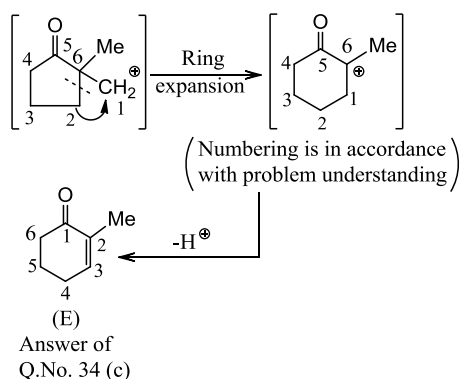 O
4
5
6
Me
⊕
CH2
1
3
2
Ring
expansion
O
4
5
6
Me
⊕
3
1
2
(Numbering is in accordance
with problem understanding)
-H⊕
O
6
1
Me
2
5
3
4
(E)
Answer of
Q.No. 34 (c)